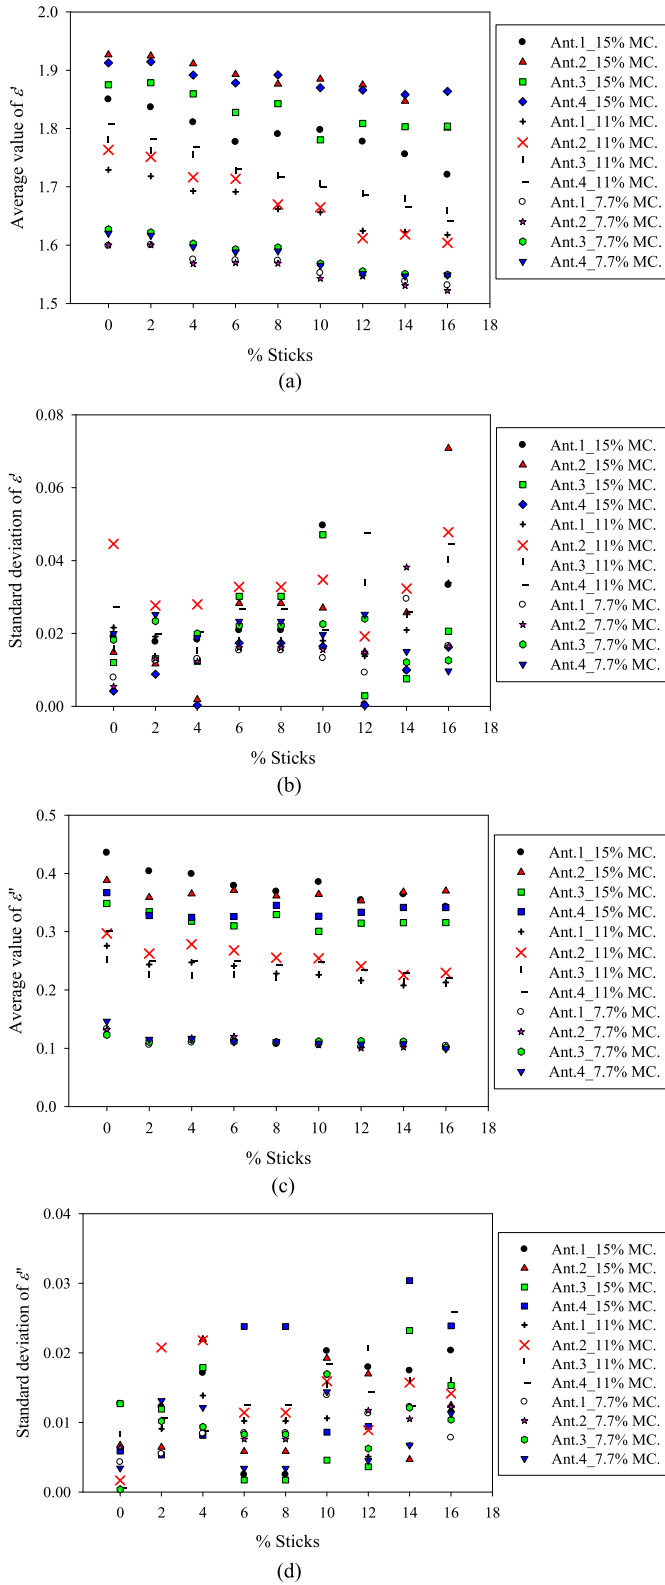 2.0
1.9
1.8
1.7
1.6
1.5
Average value of ε'
0 2 4 6 8 10 12 14 16 18
% Sticks
Ant.1_15% MC.
Ant.2_15% MC.
Ant.3_15% MC.
Ant.4_15% MC.
Ant.1_11% MC.
Ant.2_11% MC.
Ant.3_11% MC.
Ant.4_11% MC.
Ant.1_7.7% MC.
Ant.2_7.7% MC.
Ant.3_7.7% MC.
Ant.4_7.7% MC.
(a)
0.08
0.06
0.04
0.02
0.00
Standard deviation of ε'
0 2 4 6 8 10 12 14 16 18
% Sticks
Ant.1_15% MC.
Ant.2_15% MC.
Ant.3_15% MC.
Ant.4_15% MC.
Ant.1_11% MC.
Ant.2_11% MC.
Ant.3_11% MC.
Ant.4_11% MC.
Ant.1_7.7% MC.
Ant.2_7.7% MC.
Ant.3_7.7% MC.
Ant.4_7.7% MC.
(b)
0.5
0.4
0.3
0.2
0.1
0.0
Average value of ε"
0 2 4 6 8 10 12 14 16 18
% Sticks
Ant.1_15% MC.
Ant.2_15% MC.
Ant.3_15% MC.
Ant.4_15% MC.
Ant.1_11% MC.
Ant.2_11% MC.
Ant.3_11% MC.
Ant.4_11% MC.
Ant.1_7.7% MC.
Ant.2_7.7% MC.
Ant.3_7.7% MC.
Ant.4_7.7% MC.
(c)
0.04
0.03
0.02
0.01
0.00
Standard deviation of ε"
0 2 4 6 8 10 12 14 16 18
% Sticks
Ant.1_15% MC.
Ant.2_15% MC.
Ant.3_15% MC.
Ant.4_15% MC.
Ant.1_11% MC.
Ant.2_11% MC.
Ant.3_11% MC.
Ant.4_11% MC.
Ant.1_7.7% MC.
Ant.2_7.7% MC.
Ant.3_7.7% MC.
Ant.4_7.7% MC.
(d)